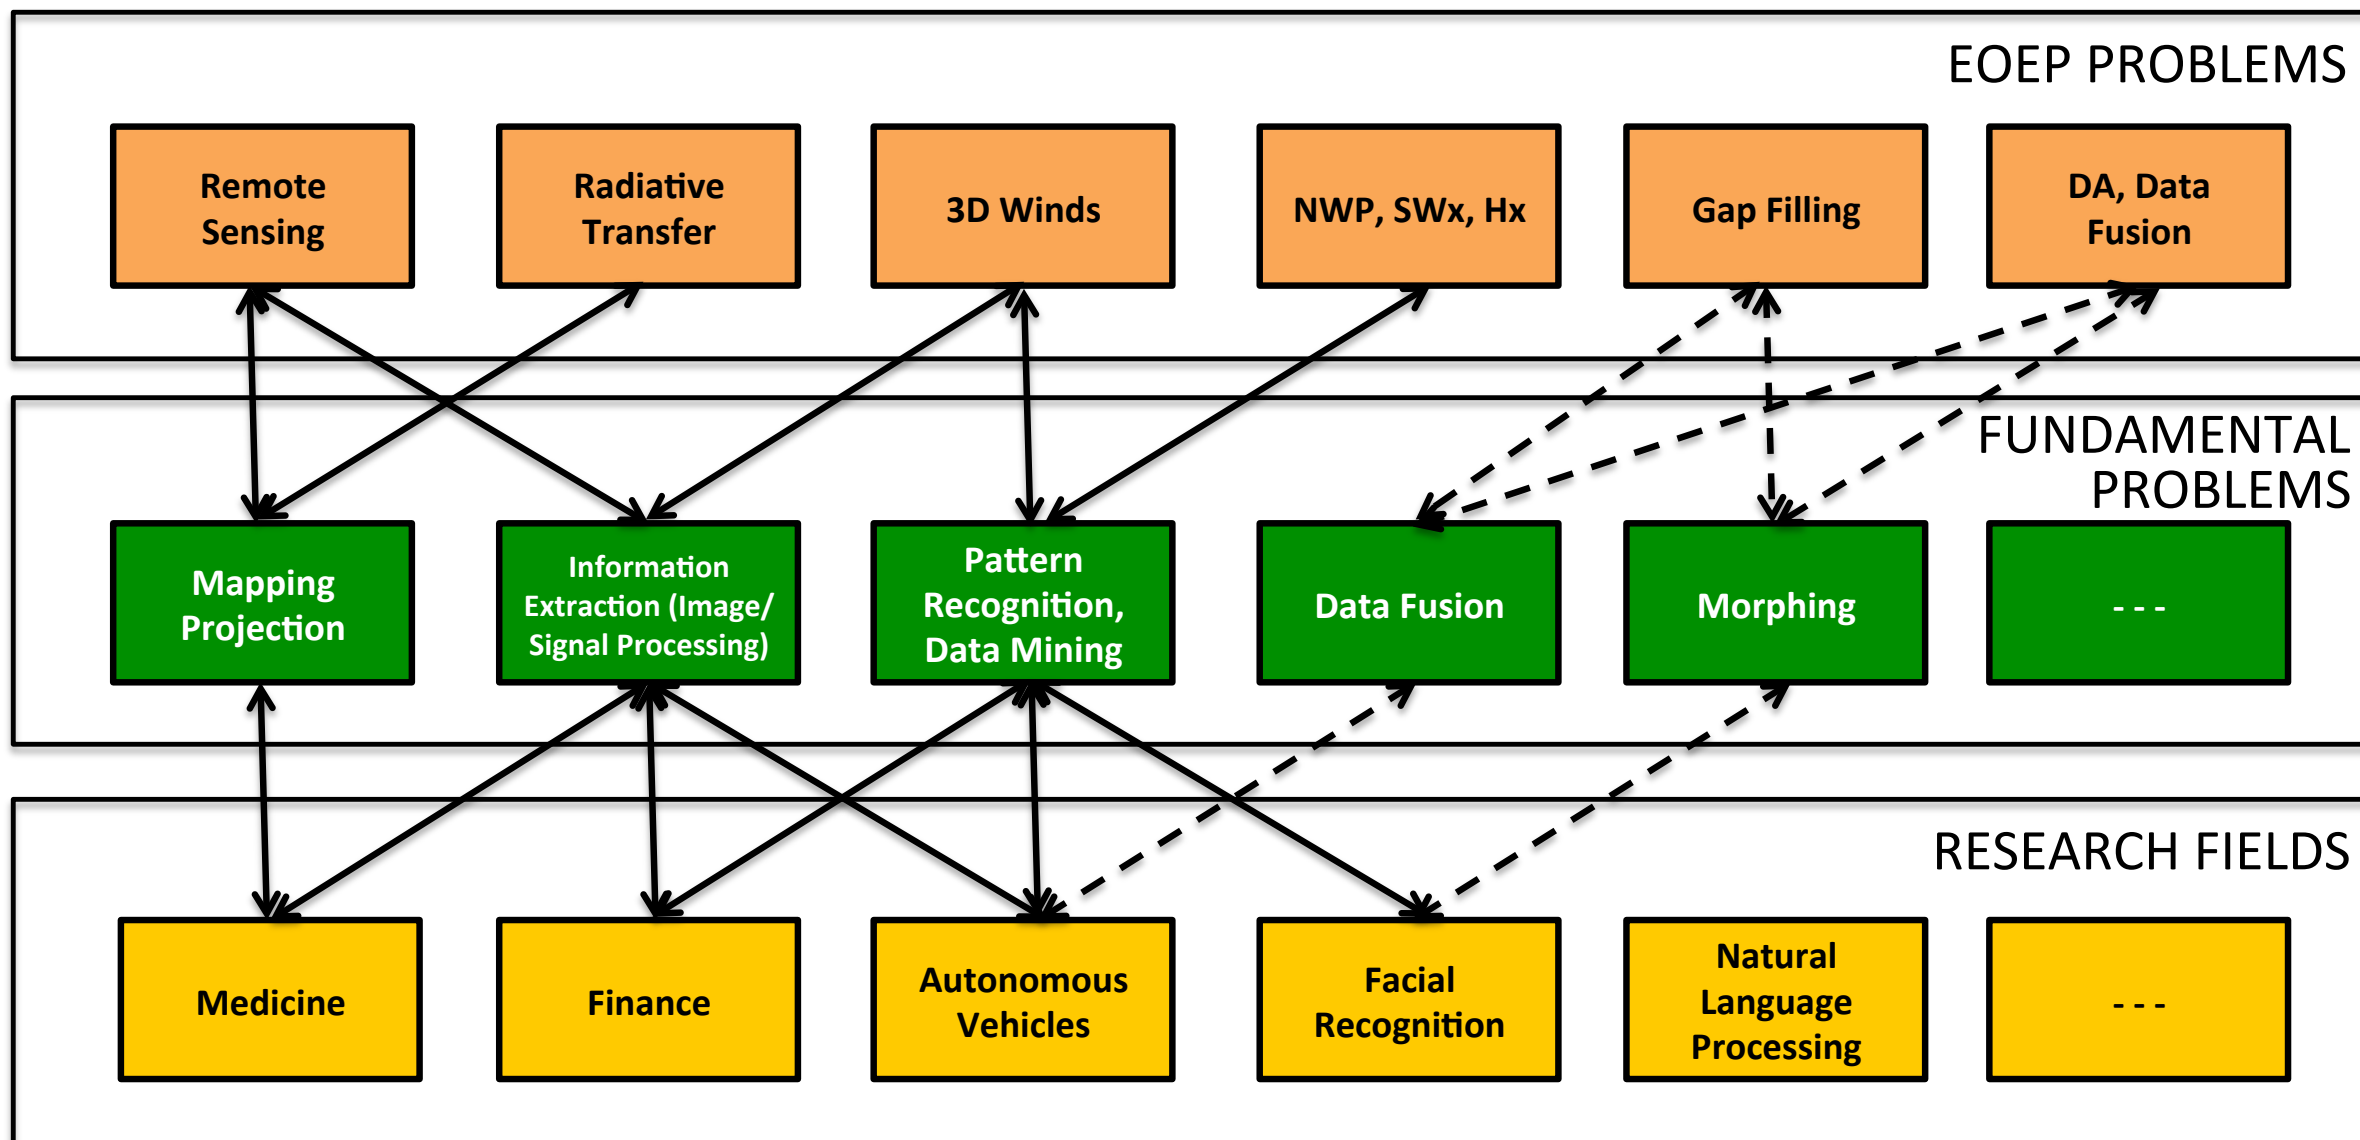 EOEP PROBLEMS
Remote
Sensing
Radiative
Transfer
3D Winds
NWP, SWx, Hx
Gap Filling
DA, Data
Fusion
FUNDAMENTAL
PROBLEMS
Mapping
Projection
Information
Extraction (Image/
Signal Processing)
Pattern
Recognition,
Data Mining
Data Fusion
Morphing
- - -
RESEARCH FIELDS
Medicine
Finance
Autonomous
Vehicles
Facial
Recognition
Natural
Language
Processing
- - -